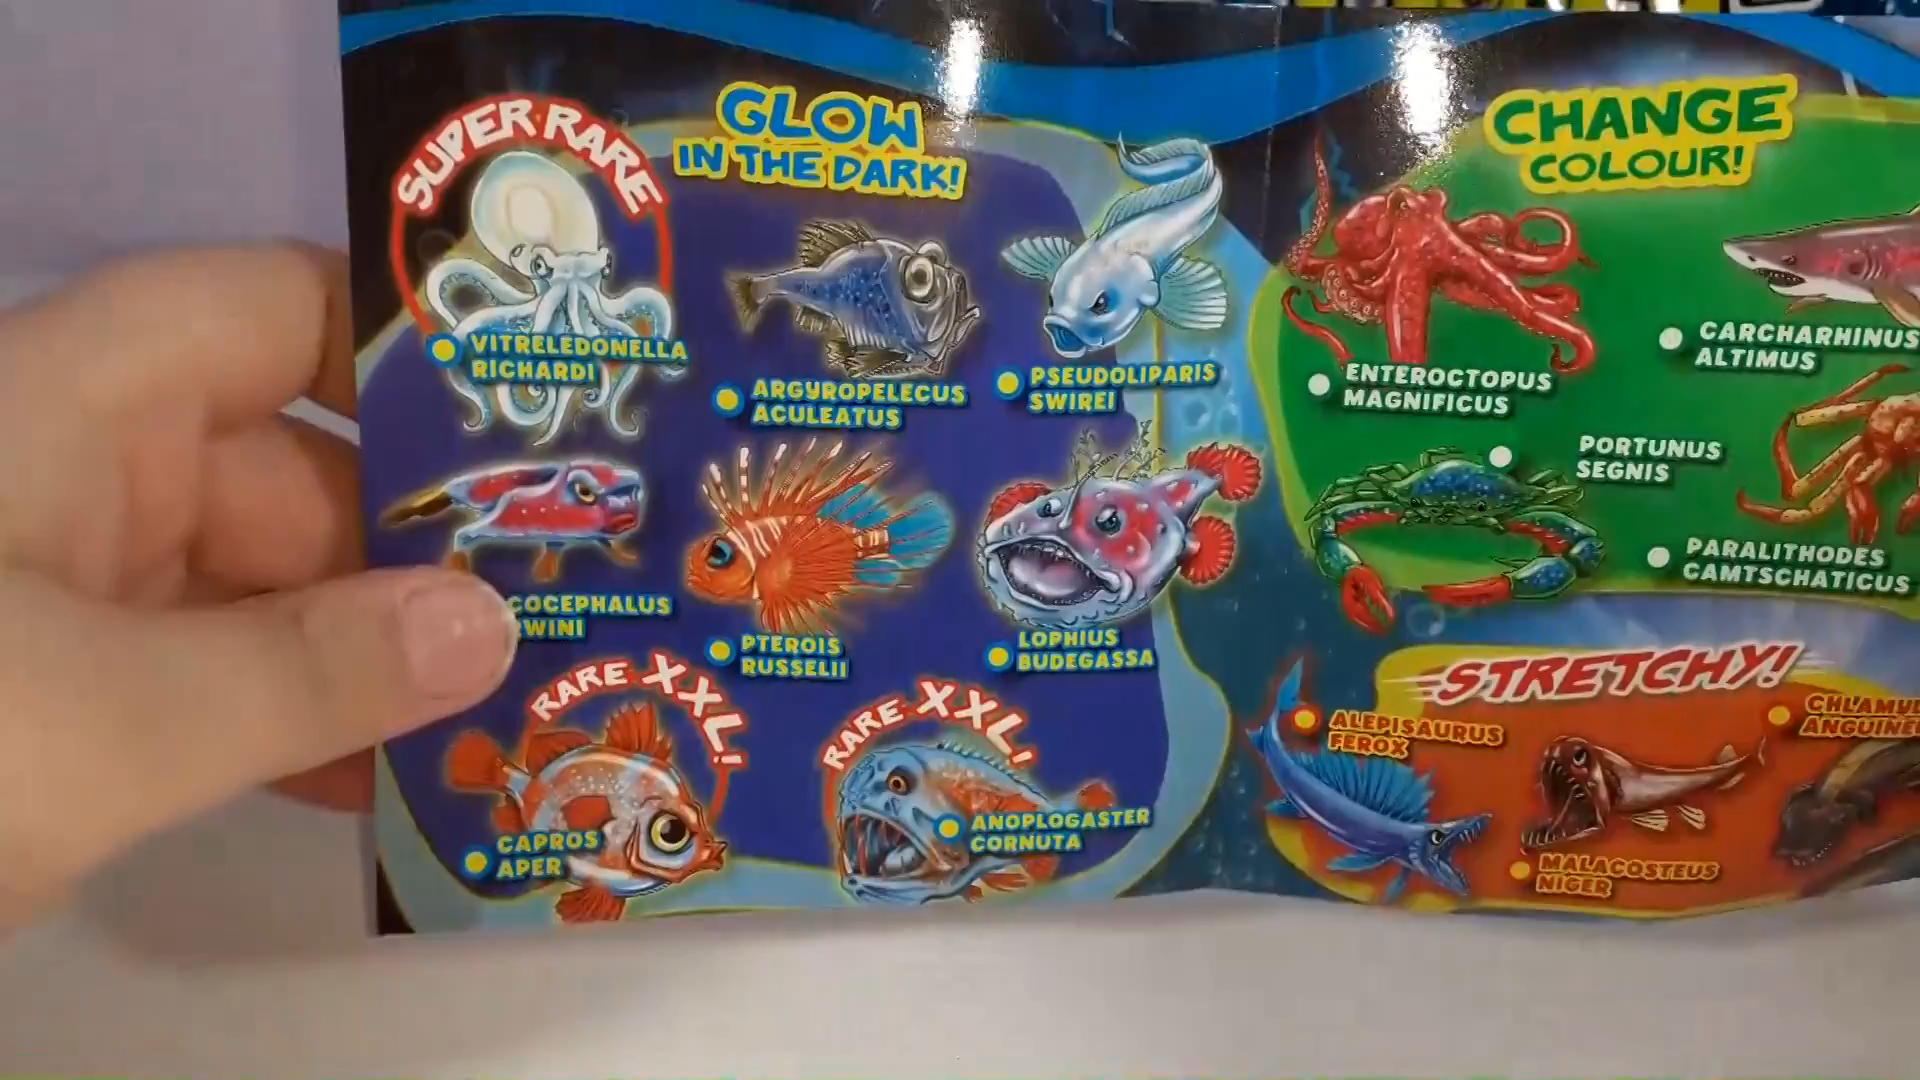 SUPER RARE
GLOW
IN THE DARK!
VITRELEDONELLA
RICHARDI
ARGYROPELECUS
ACULEATUS
PSEUDOLIPARIS
SWIREI
COCEPHALUS
WINI
PTEROIS
RUSSELII
LOPHIUS
BUDEGASSA
RARE XXL!
CAPROS
APER
RARE XXL!
ANOPLOGASTER
CORNUTA
CHANGE
COLOUR!
ENTEROCTOPUS
MAGNIFICUS
CARCHARHINUS
ALTIMUS
PORTUNUS
SEGNIS
PARALITHODES
CAMTSCHATICUS
STRETCHY!
ALEPISAURUS
FEROX
MALACOSTEUS
NIGER